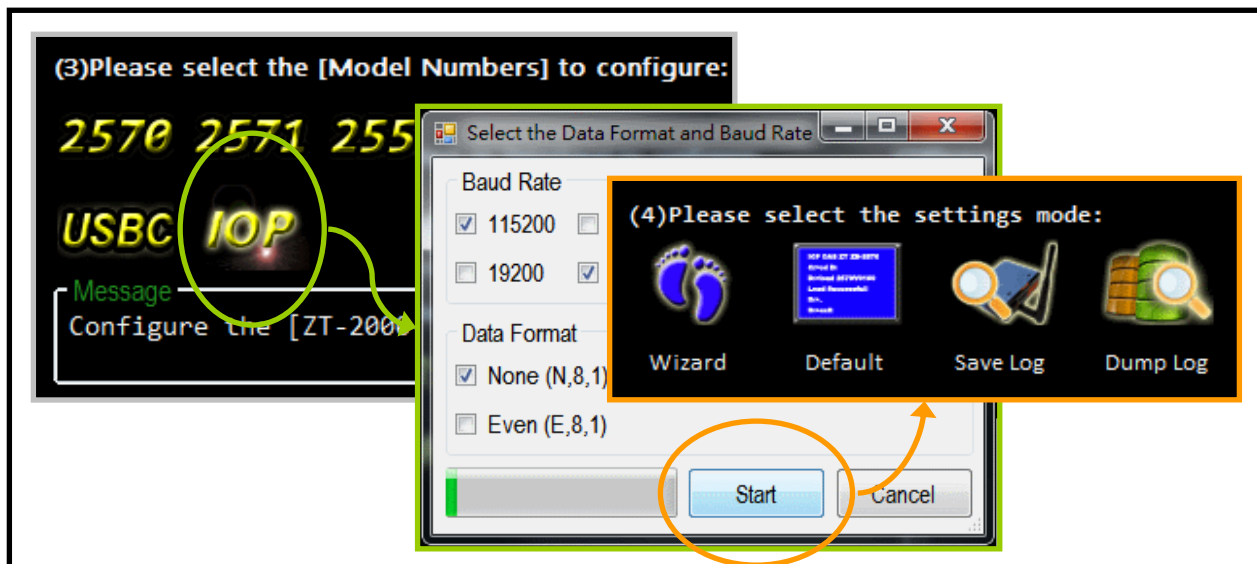 (3)Please select the [Model Numbers] to configure:
2570 2571 255
USBC IOP
Message
Configure the [ZT-200
Select the Data Format and Baud Rate
Baud Rate
115200
19200
Data Format
None (N,8,1)
Even (E,8,1)
Start Cancel
(4)Please select the settings mode:
Wizard Default Save Log Dump Log